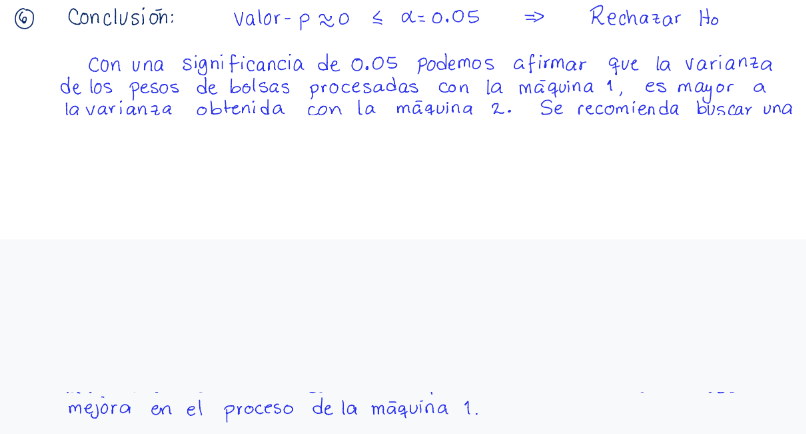 ⑥ Conclusión: Valor-p ≈ 0 ≤ α = 0.05 ⇒ Rechazar Ho
Con una significancia de 0.05 podemos afirmar que la varianza
de los pesos de bolsas procesadas con la máquina 1, es mayor a
la varianza obtenida con la máquina 2. Se recomienda buscar una
mejora en el proceso de la máquina 1.